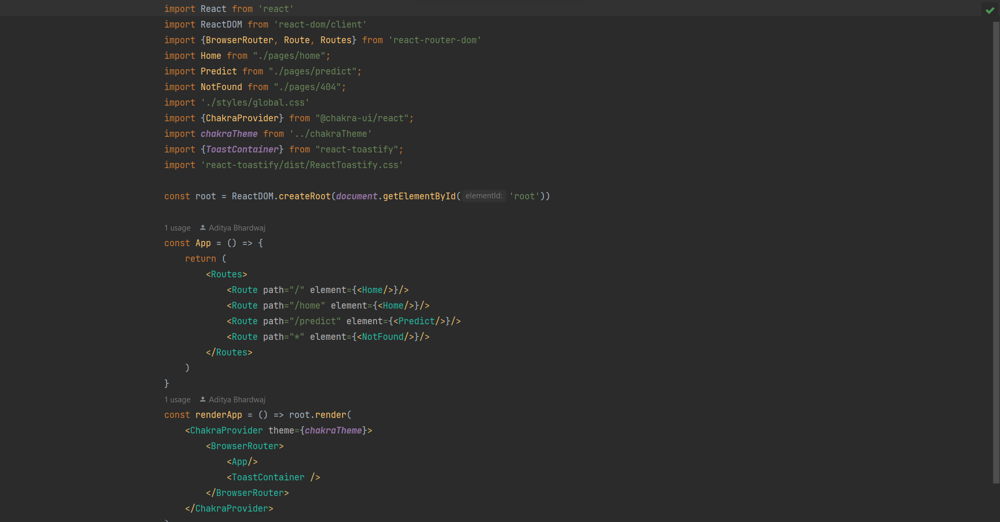 import React from 'react'
import ReactDOM from 'react-dom/client'
import {BrowserRouter, Route, Routes} from 'react-router-dom'
import Home from "./pages/home";
import Predict from "./pages/predict";
import NotFound from "./pages/404";
import './styles/global.css'
import {ChakraProvider} from "@chakra-ui/react";
import chakraTheme from '../chakraTheme'
import {ToastContainer} from "react-toastify";
import 'react-toastify/dist/ReactToastify.css'
const root = ReactDOM.createRoot(document.getElementById( elementId: 'root'))
1 usage Aditya Bhardwaj
const App = () => {
    return (
        <Routes>
            <Route path="/" element={<Home/>}/>
            <Route path="/home" element={<Home/>}/>
            <Route path="/predict" element={<Predict/>}/>
            <Route path="*" element={<NotFound/>}/>
        </Routes>
    )
}
1 usage Aditya Bhardwaj
const renderApp = () => root.render(
    <ChakraProvider theme={chakraTheme}>
        <BrowserRouter>
            <App/>
            <ToastContainer />
        </BrowserRouter>
    </ChakraProvider>